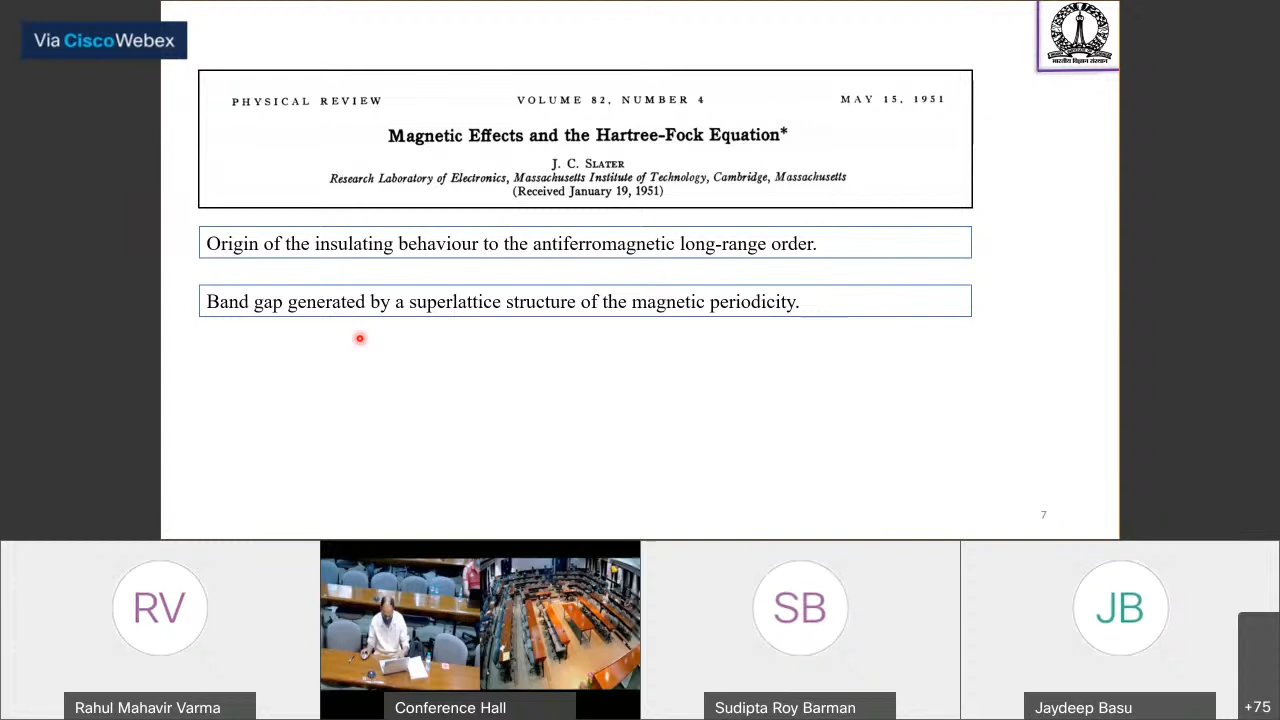 Via Cisco Webex
PHYSICAL REVIEW VOLUME 82, NUMBER 4 MAY 15, 1951
Magnetic Effects and the Hartree-Fock Equation*
J. C. SLATER
Research Laboratory of Electronics, Massachusetts Institute of Technology, Cambridge, Massachusetts
(Received January 19, 1951)
Origin of the insulating behaviour to the antiferromagnetic long-range order.
Band gap generated by a superlattice structure of the magnetic periodicity.
भारतीय विज्ञान संस्थान
7
RV
SB
JB
Rahul Mahavir Varma
Conference Hall
Sudipta Roy Barman
Jaydeep Basu
+75